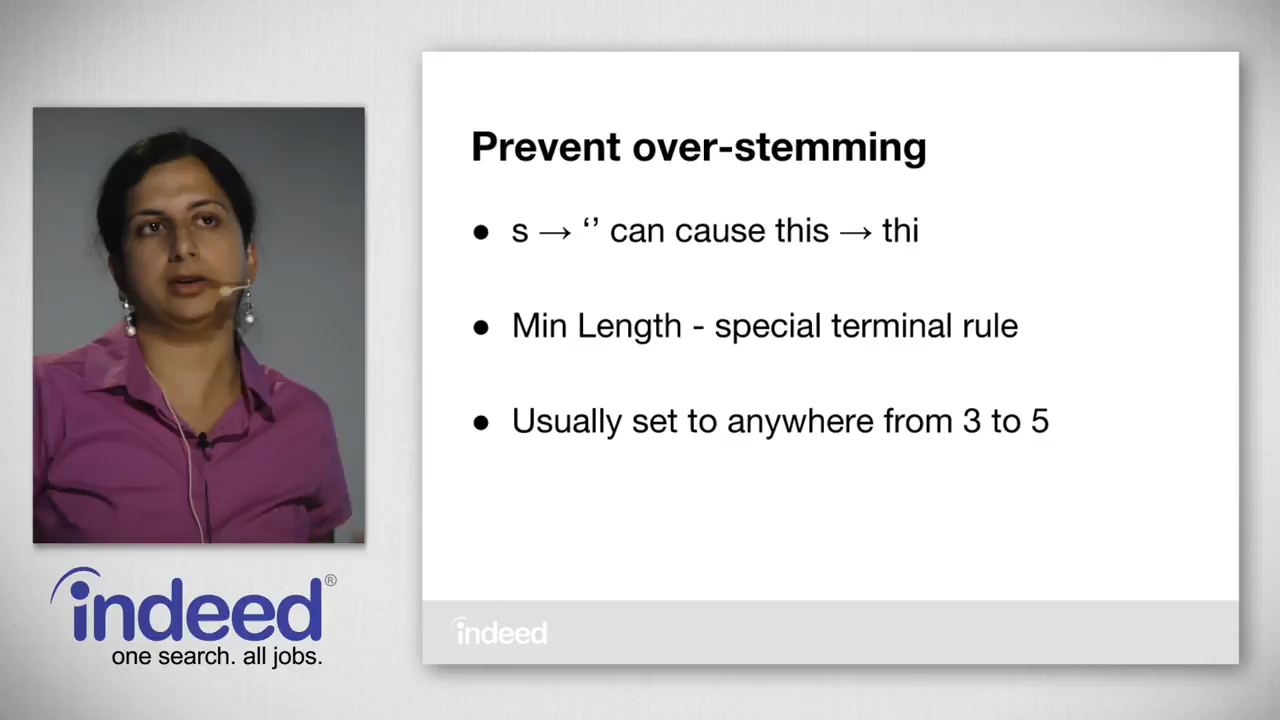 Prevent over-stemming
● s → ‘’ can cause this → thi
● Min Length - special terminal rule
● Usually set to anywhere from 3 to 5
indeed
indeed®
one search. all jobs.